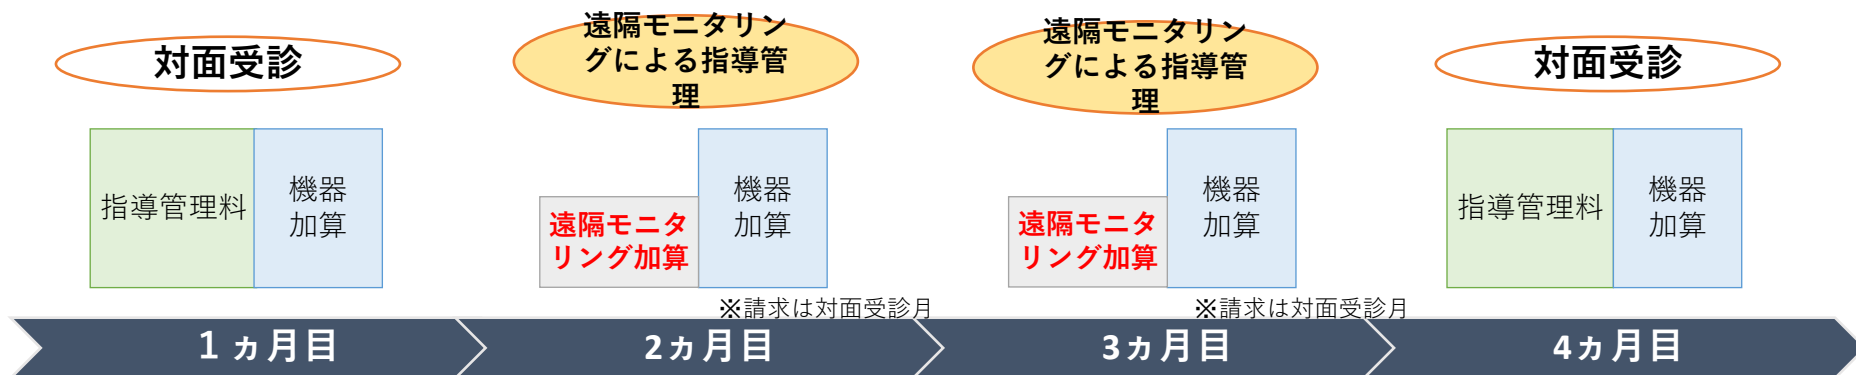 対面受診
遠隔モニタリン
グによる指導管
理
遠隔モニタリン
グによる指導管
理
対面受診
指導管理料
機器
加算
遠隔モニタ
リング加算
機器
加算
遠隔モニタ
リング加算
機器
加算
指導管理料
機器
加算
※請求は対面受診月
※請求は対面受診月
１ヵ月目
2ヵ月目
3ヵ月目
4ヵ月目